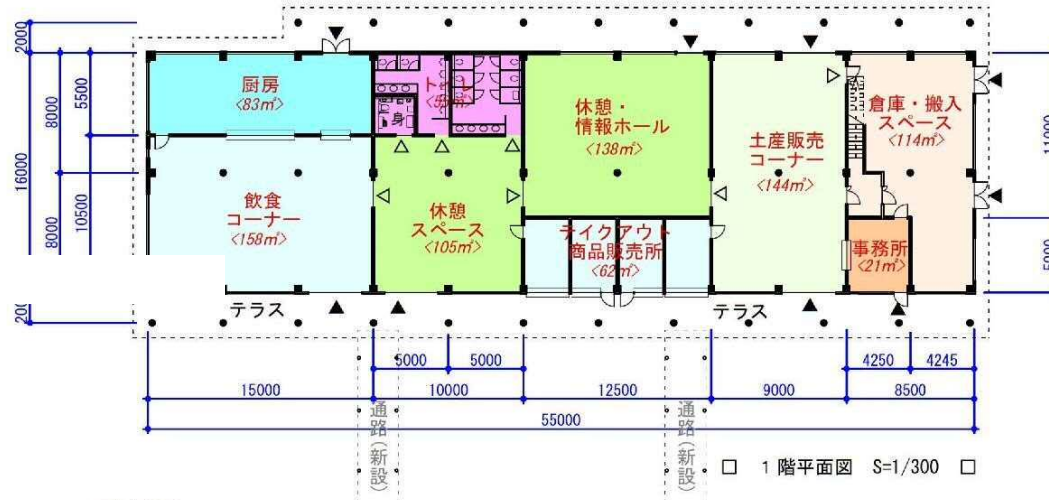 2000
8000
5500
16000
8000
10500
200
厨房
<83㎡>
トイレ
身
休憩・
情報ホール
<138㎡>
土産販売
コーナー
<144㎡>
倉庫・搬入
スペース
<114㎡>
11000
飲食
コーナー
<158㎡>
休憩
スペース
<105㎡>
テイクアウト
商品販売所
<62㎡>
事務所
<21㎡>
5000
テラス
テラス
5000
5000
4250
4245
15000
10000
12500
9000
8500
55000
通路(新設)
通路(新設)
□ 1階平面図 S=1/300 □